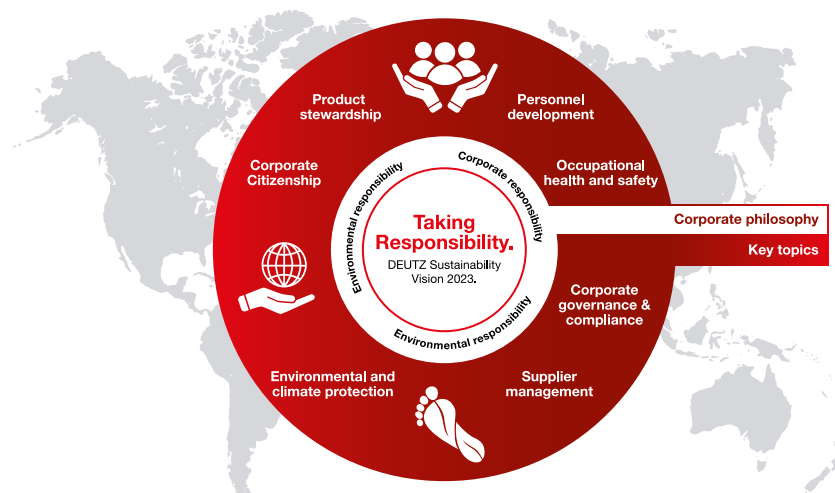 Product
stewardship
Personnel
development
Corporate
Citizenship
Occupational
health and safety
Environmental responsibility
Corporate responsibility
Environmental responsibility
Taking
Responsibility.
DEUTZ Sustainability
Vision 2023.
Corporate philosophy
Key topics
Corporate
governance &
compliance
Environmental and
climate protection
Supplier
management